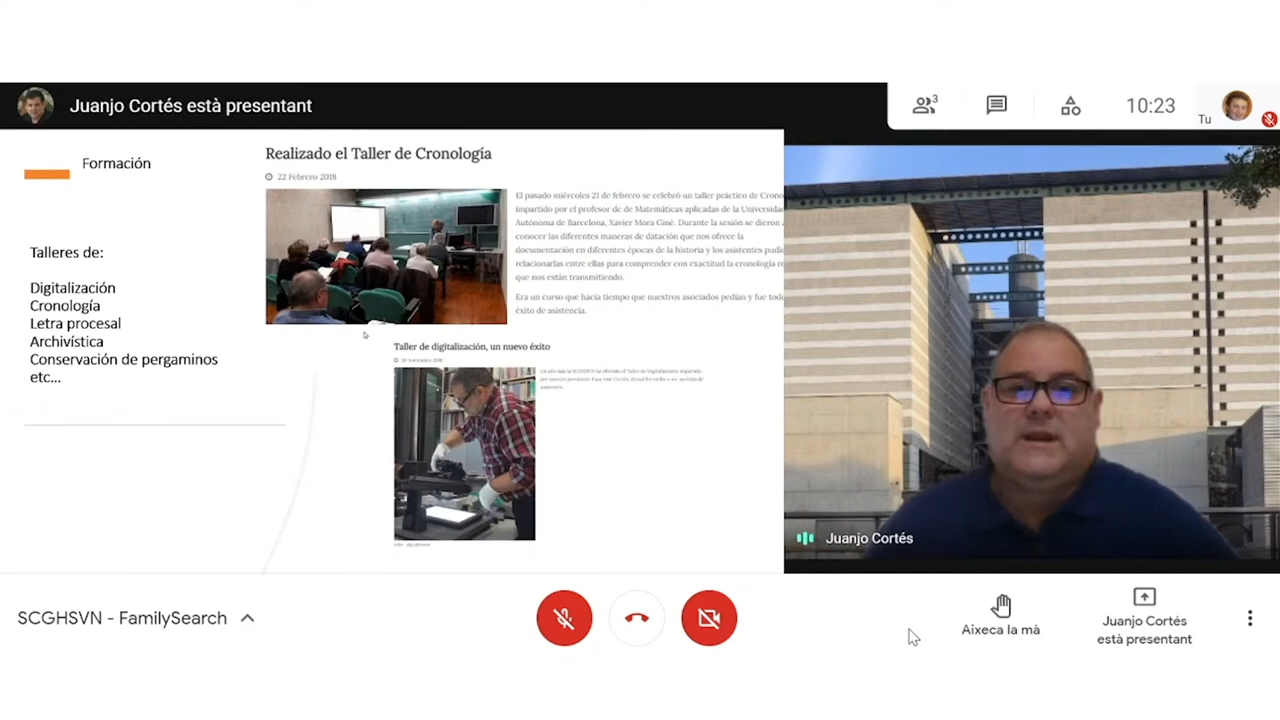 Juanjo Cortés està presentant
3
10:23
Tu
Formación
Talleres de:
Digitalización
Cronología
Letra procesal
Archivística
Conservación de pergaminos
etc...
Realizado el Taller de Cronología
22 Febrero 2018
El pasado miércoles 21 de febrero se celebró un taller práctico de Crono
impartido por el profesor de de Matemáticas aplicadas de la Universidad
Autónoma de Barcelona, Xavier Mora Giné. Durante la sesión se dieron a
conocer las diferentes maneras de datación que nos ofrece la
documentación en diferentes épocas de la historia y los asistentes pudie
relacionarlas entre ellas para comprender con exactitud la cronología re
que nos están transmitiendo.
Era un curso que hacía tiempo que nuestros asociados pedían y fue todo
éxito de asistencia.
Taller de digitalización, un nuevo éxito
Juanjo Cortés
SCGHSVN - FamilySearch
Aixeca la mà
Juanjo Cortés
està presentant